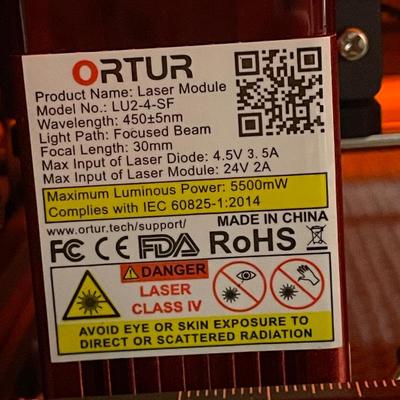 ORTUR
Product Name: Laser Module
Model No.: LU2-4-SF
Wavelength: 450±5nm
Light Path: Focused Beam
Focal Length: 30mm
Max Input of Laser Diode: 4.5V 3.5A
Max Input of Laser Module: 24V 2A
Maximum Luminous Power: 5500mW
Complies with IEC 60825-1:2014
www.ortur.tech/support/ MADE IN CHINA
FC CE FDA RoHS
DANGER
LASER
CLASS IV
AVOID EYE OR SKIN EXPOSURE TO
DIRECT OR SCATTERED RADIATION